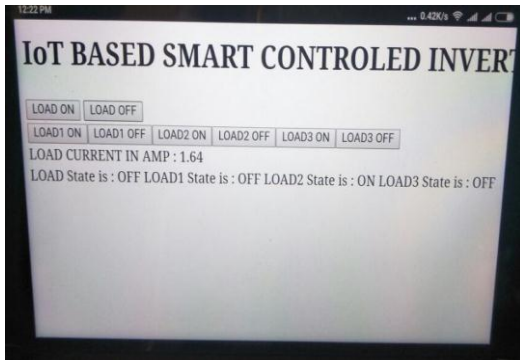 12:22 PM
... 0.42K/s
IoT BASED SMART CONTROLED INVERT
LOAD ON LOAD OFF
LOAD1 ON LOAD1 OFF LOAD2 ON LOAD2 OFF LOAD3 ON LOAD3 OFF
LOAD CURRENT IN AMP : 1.64
LOAD State is : OFF LOAD1 State is : OFF LOAD2 State is : ON LOAD3 State is : OFF